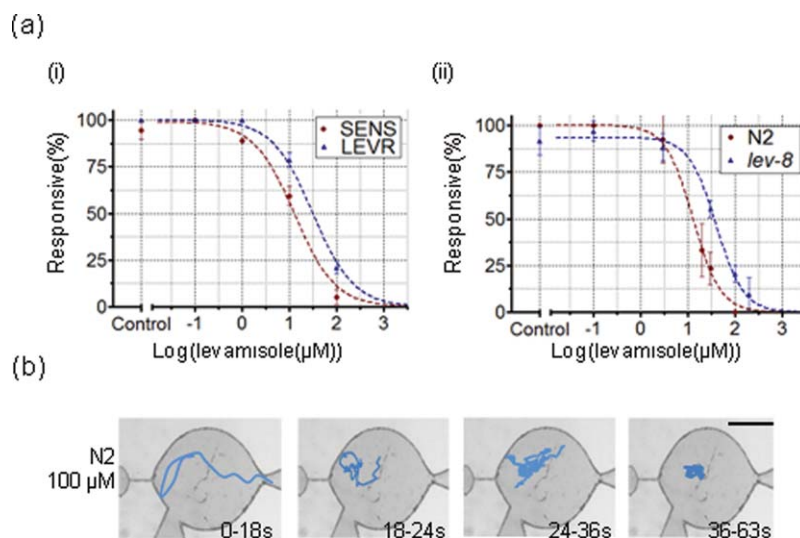 (a)
(i)
(ii)
Responsive(%)
100
75
50
25
0
SENS
LEVR
Control -1 0 1 2 3
Log(levamisole(µM))
Responsive(%)
100
75
50
25
0
N2
lev-8
Control -1 0 1 2 3
Log(levamisole(µM))
(b)
N2
100 µM
0-18s
18-24s
24-36s
36-63s